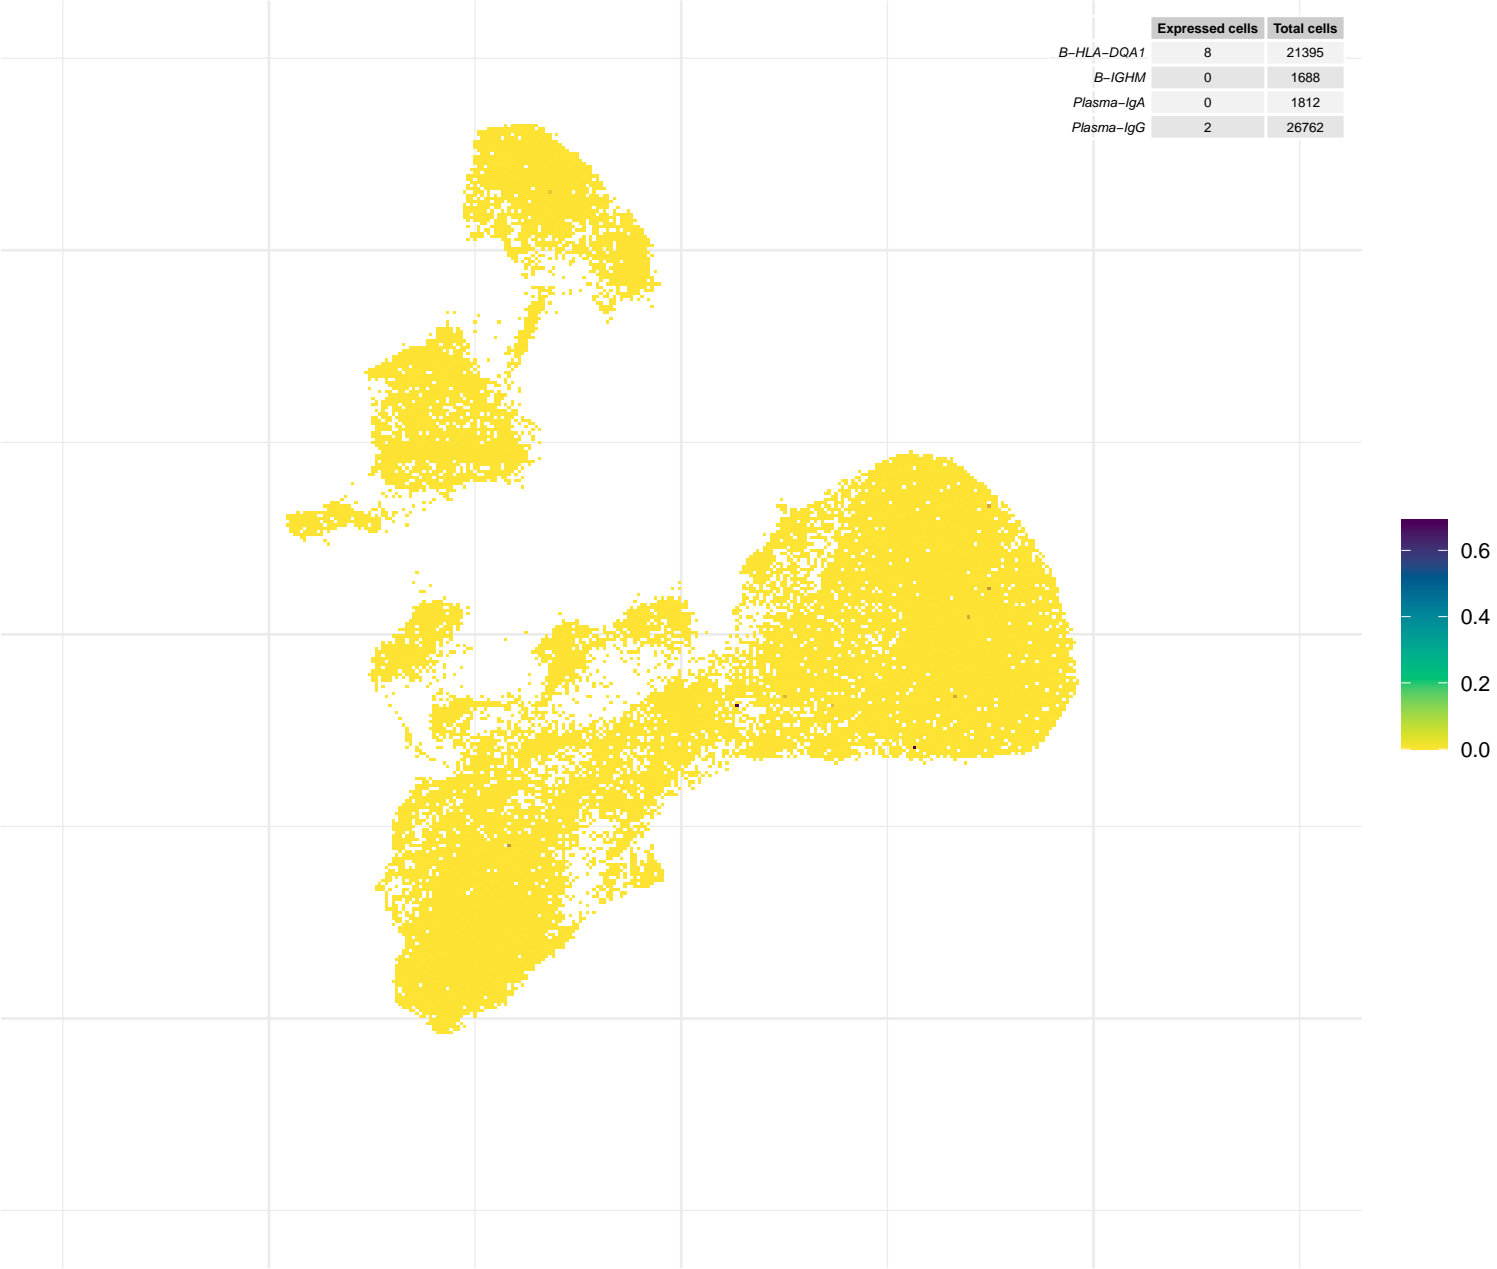 Expressed cells Total cells
B−HLA−DQA1 8 21395
B−IGHM 0 1688
Plasma−IgA 0 1812
Plasma−IgG 2 26762
0.6
0.4
0.2
0.0